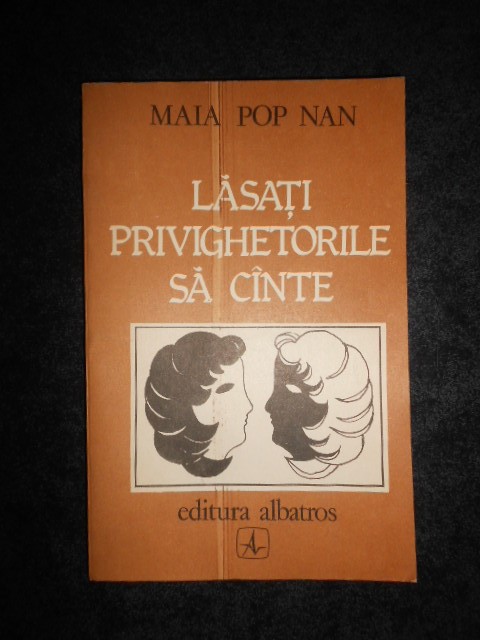 MAIA POP NAN
LĂSAȚI
PRIVIGHETORILE
SĂ CÎNTE
editura albatros
A